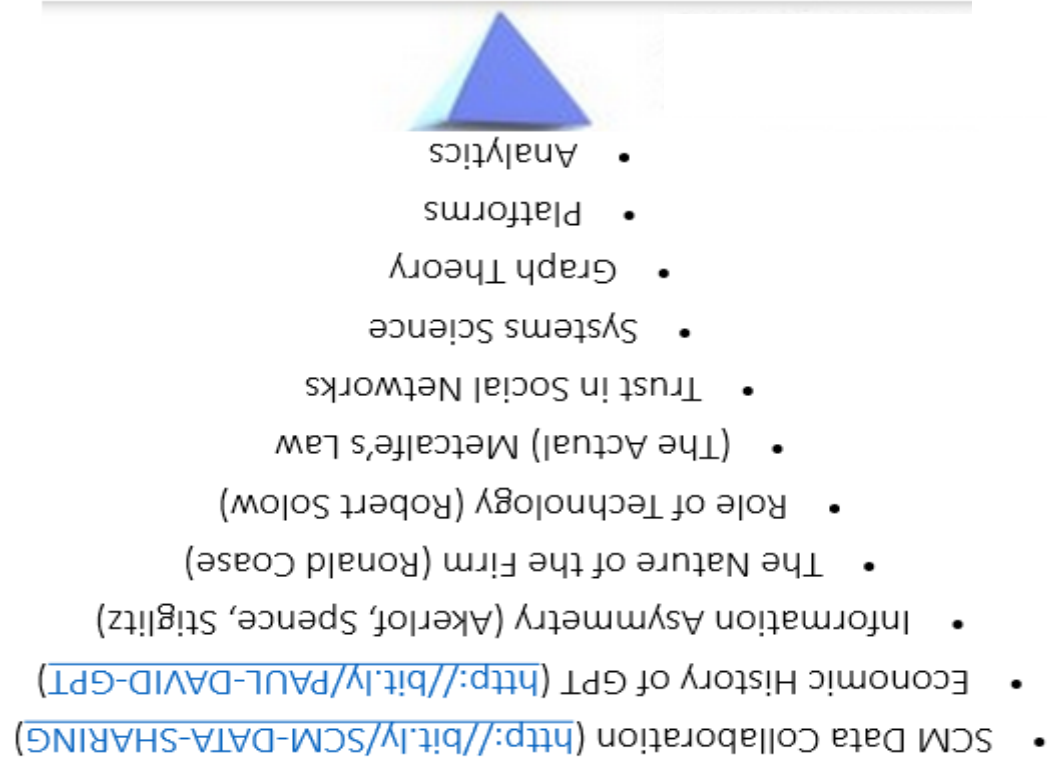 • SCM Data Collaboration (http://bit.ly/SCM-DATA-SHARING)
• Economic History of GPT (http://bit.ly/PAUL-DAVID-GPT)
• Information Asymmetry (Akerlof, Spence, Stiglitz)
• The Nature of the Firm (Ronald Coase)
• Role of Technology (Robert Solow)
• (The Actual) Metcalfe’s Law
• Trust in Social Networks
• Systems Science
• Graph Theory
• Platforms
• Analytics